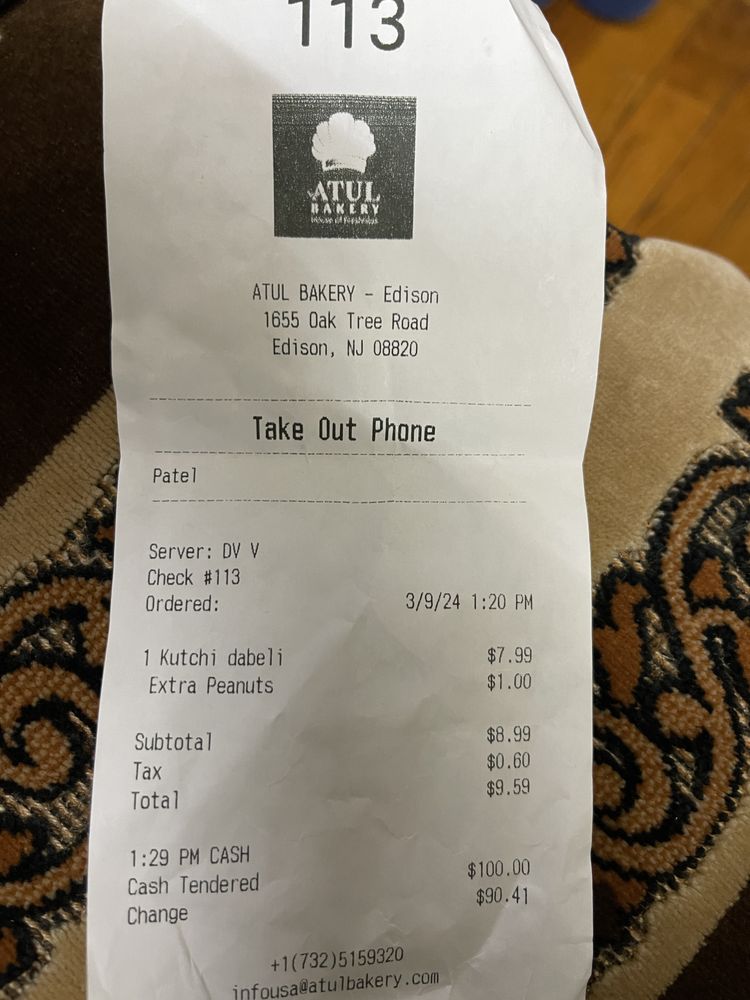 113
ATUL
BAKERY
House of Freshness
ATUL BAKERY - Edison
1655 Oak Tree Road
Edison, NJ 08820
Take Out Phone
Patel
Server: DV V
Check #113
Ordered: 3/9/24 1:20 PM
1 Kutchi dabeli $7.99
Extra Peanuts $1.00
Subtotal $8.99
Tax $0.60
Total $9.59
1:29 PM CASH
Cash Tendered $100.00
Change $90.41
+1(732)5159320
infousa@atulbakery.com